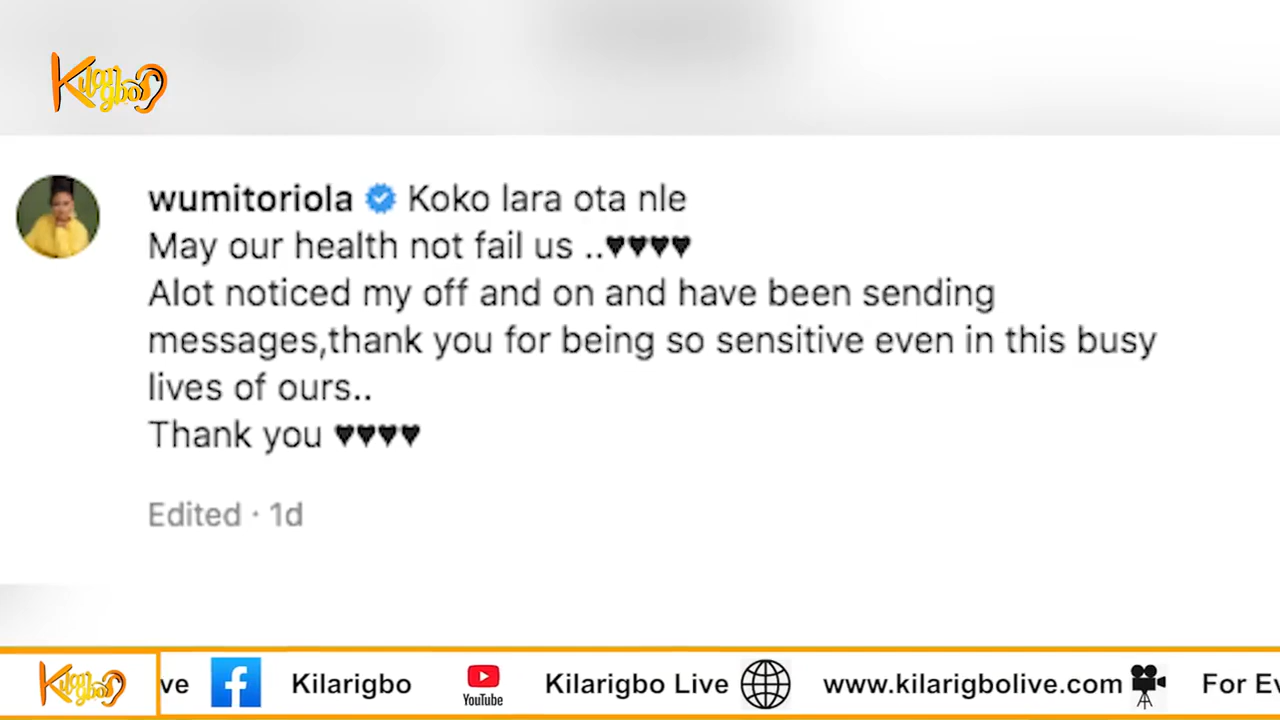 Kilarigbo
wumitoriola Koko lara ota nle
May our health not fail us ..♥♥♥♥
Alot noticed my off and on and have been sending
messages,thank you for being so sensitive even in this busy
lives of ours..
Thank you ♥♥♥♥
Edited · 1d
Kilarigbo ve Kilarigbo YouTube Kilarigbo Live www.kilarigbolive.com For Ev